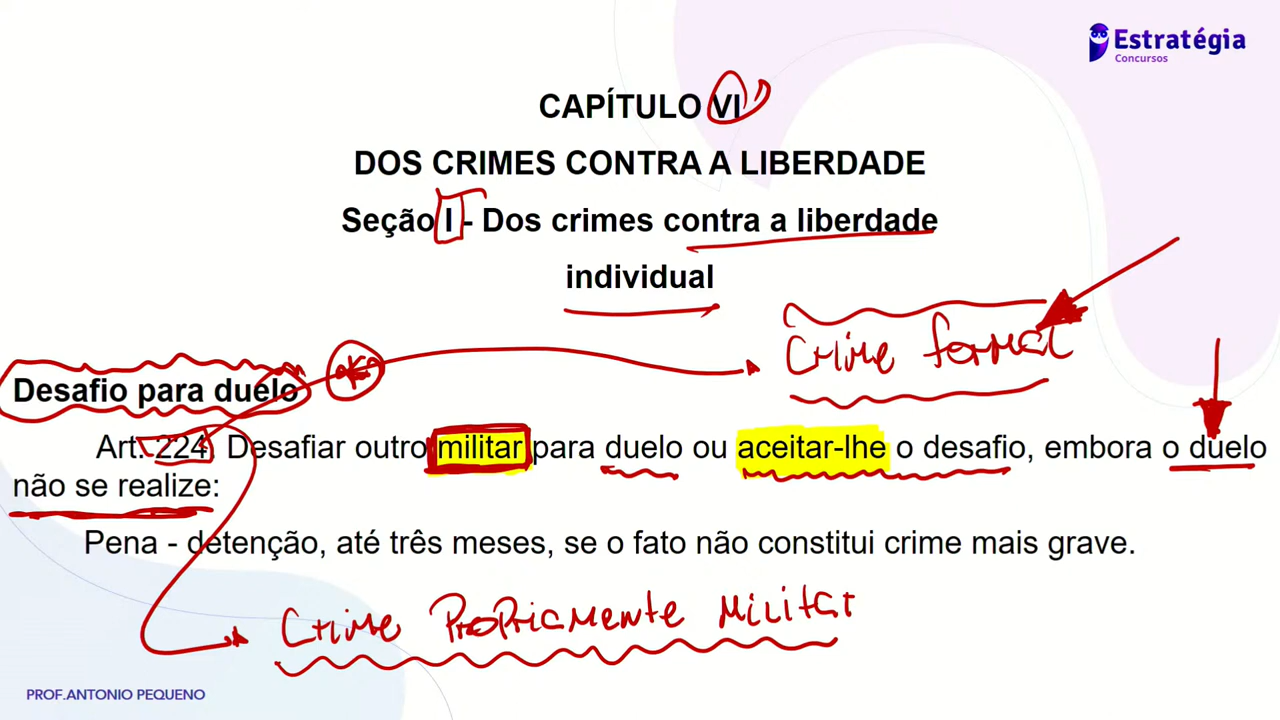 Estratégia
Concursos
CAPÍTULO VI
DOS CRIMES CONTRA A LIBERDADE
Seção I - Dos crimes contra a liberdade
individual
Crime formal
Desafio para duelo
Art. 224. Desafiar outro militar para duelo ou aceitar-lhe o desafio, embora o duelo
não se realize:
Pena - detenção, até três meses, se o fato não constitui crime mais grave.
Crime Propriamente Militar
PROF.ANTONIO PEQUENO